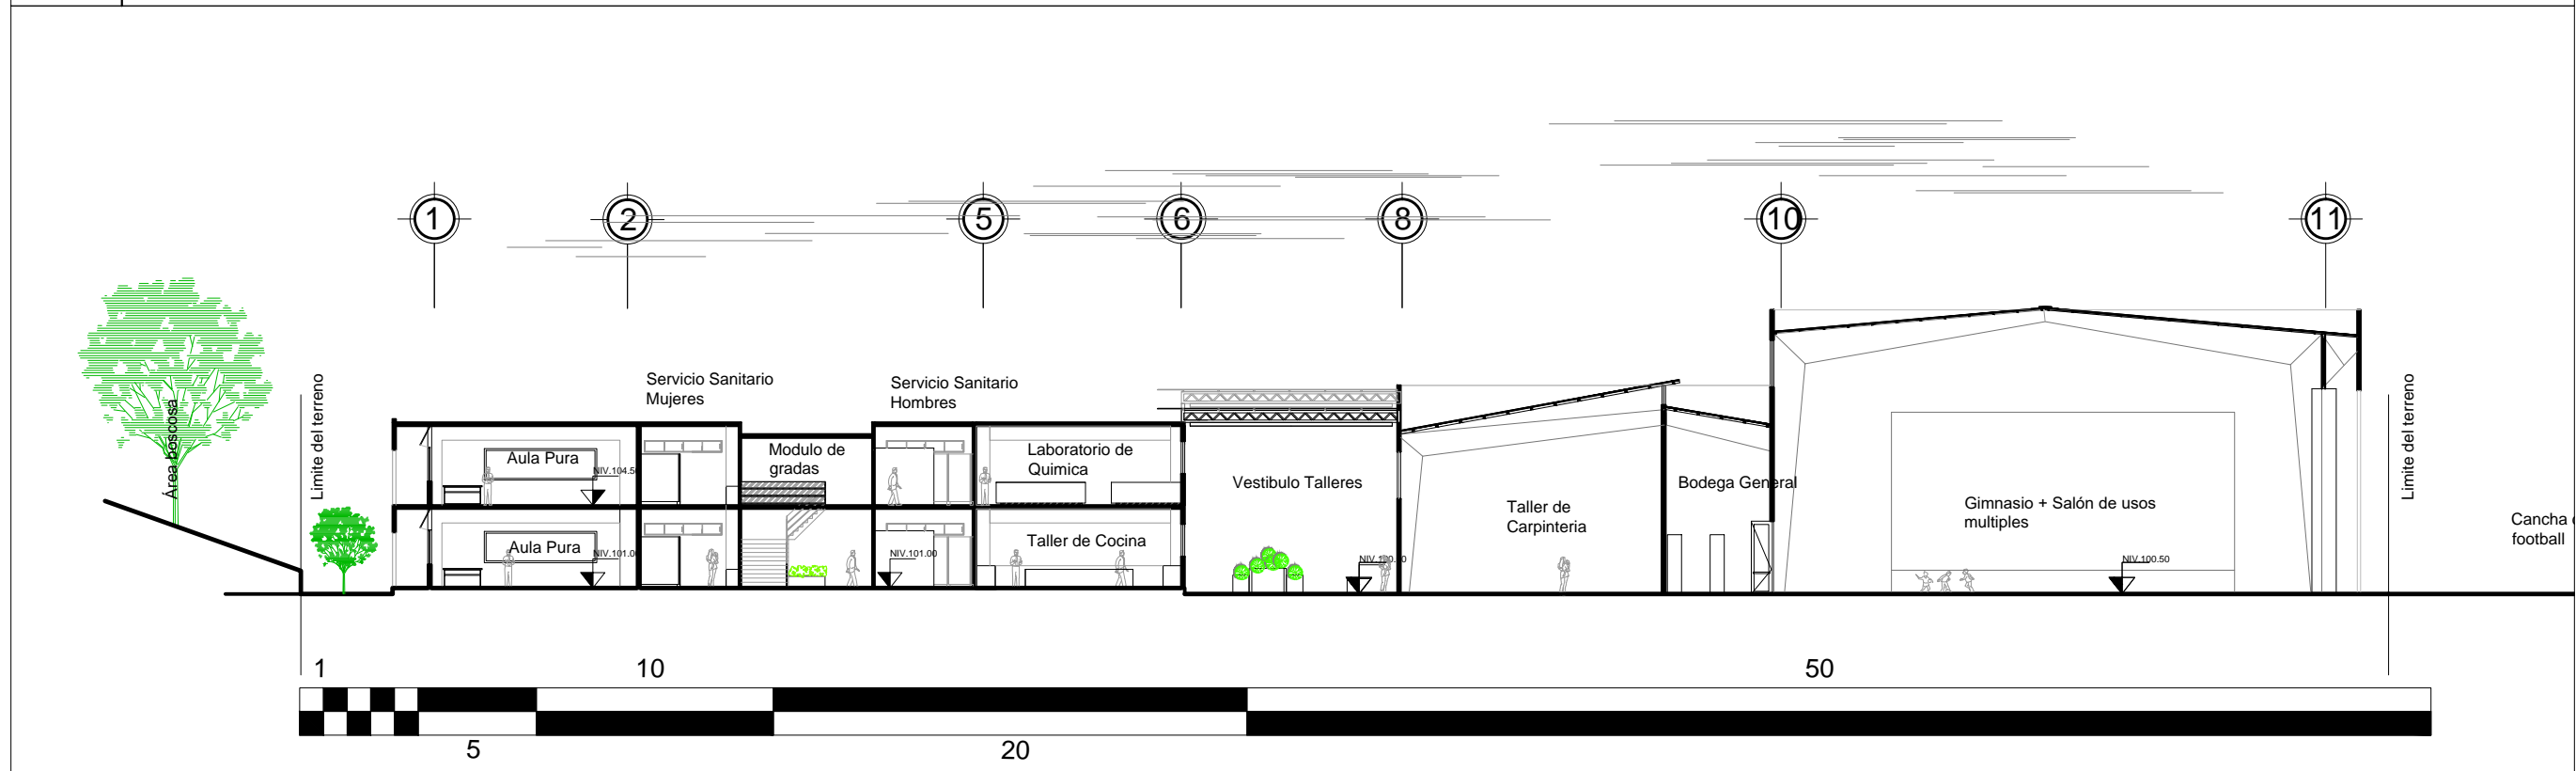 1
2
5
6
8
10
11
Área boscosa
Limite del terreno
Servicio Sanitario
Mujeres
Servicio Sanitario
Hombres
Aula Pura
NIV.104.50
Modulo de
gradas
Laboratorio de
Quimica
Aula Pura
NIV.101.00
NIV.101.00
Taller de Cocina
Vestibulo Talleres
Taller de
Carpinteria
Bodega General
Gimnasio + Salón de usos
multiples
NIV.100.50
Limite del terreno
Cancha
football
1
10
50
5
20